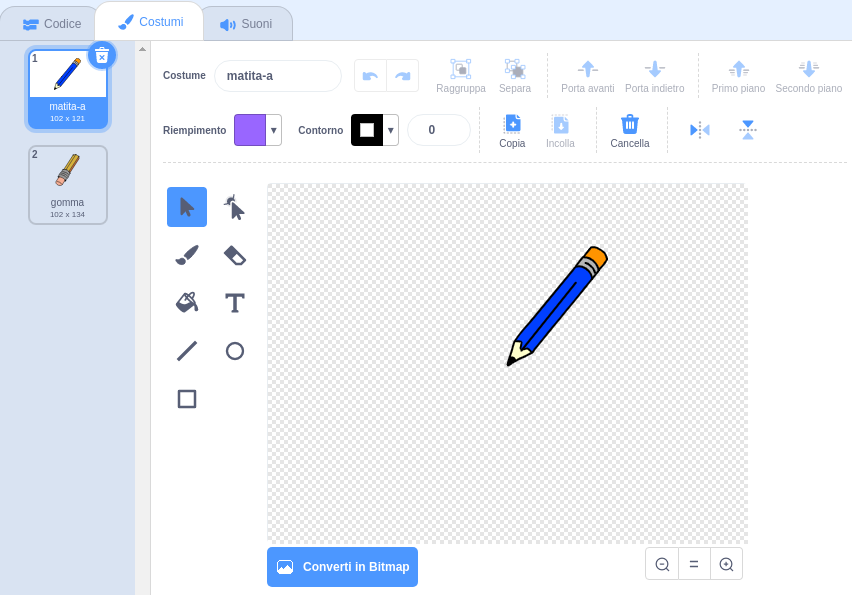 Codice
Costumi
Suoni
1
matita-a
102 x 121
2
gomma
102 x 134
Costume
matita-a
Raggruppa
Separa
Porta avanti
Porta indietro
Primo piano
Secondo piano
Riempimento
Contorno
0
Copia
Incolla
Cancella
Converti in Bitmap